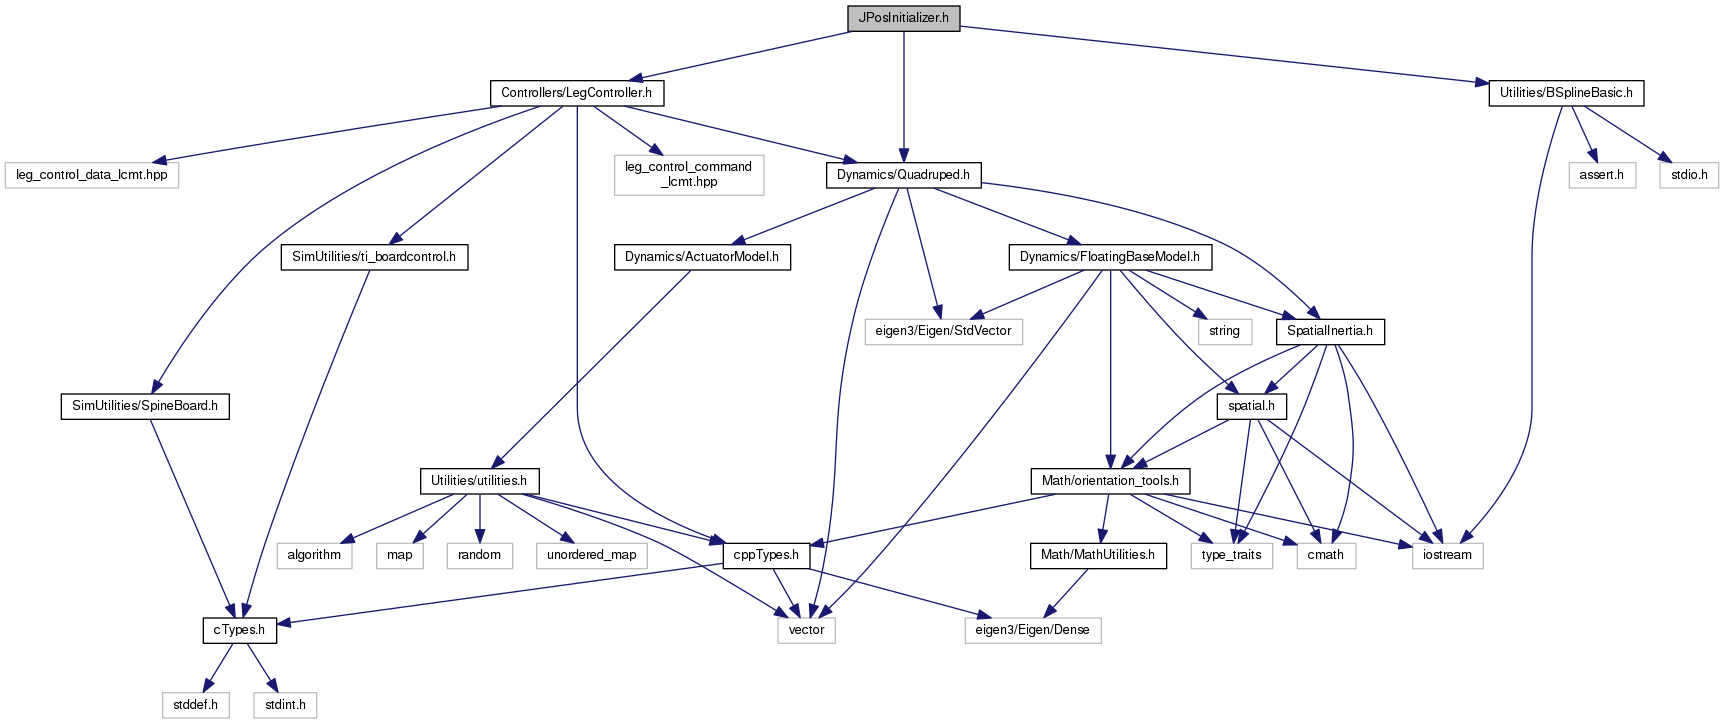 JPosInitializer.h
Controllers/LegController.h
Utilities/BSplineBasic.h
leg_control_data_lcmt.hpp
leg_control_command
_lcmt.hpp
Dynamics/Quadruped.h
assert.h
stdio.h
SimUtilities/ti_boardcontrol.h
Dynamics/ActuatorModel.h
Dynamics/FloatingBaseModel.h
eigen3/Eigen/StdVector
string
SpatialInertia.h
SimUtilities/SpineBoard.h
spatial.h
Utilities/utilities.h
Math/orientation_tools.h
algorithm
map
random
unordered_map
cppTypes.h
Math/MathUtilities.h
type_traits
cmath
iostream
cTypes.h
vector
eigen3/Eigen/Dense
stddef.h
stdint.h